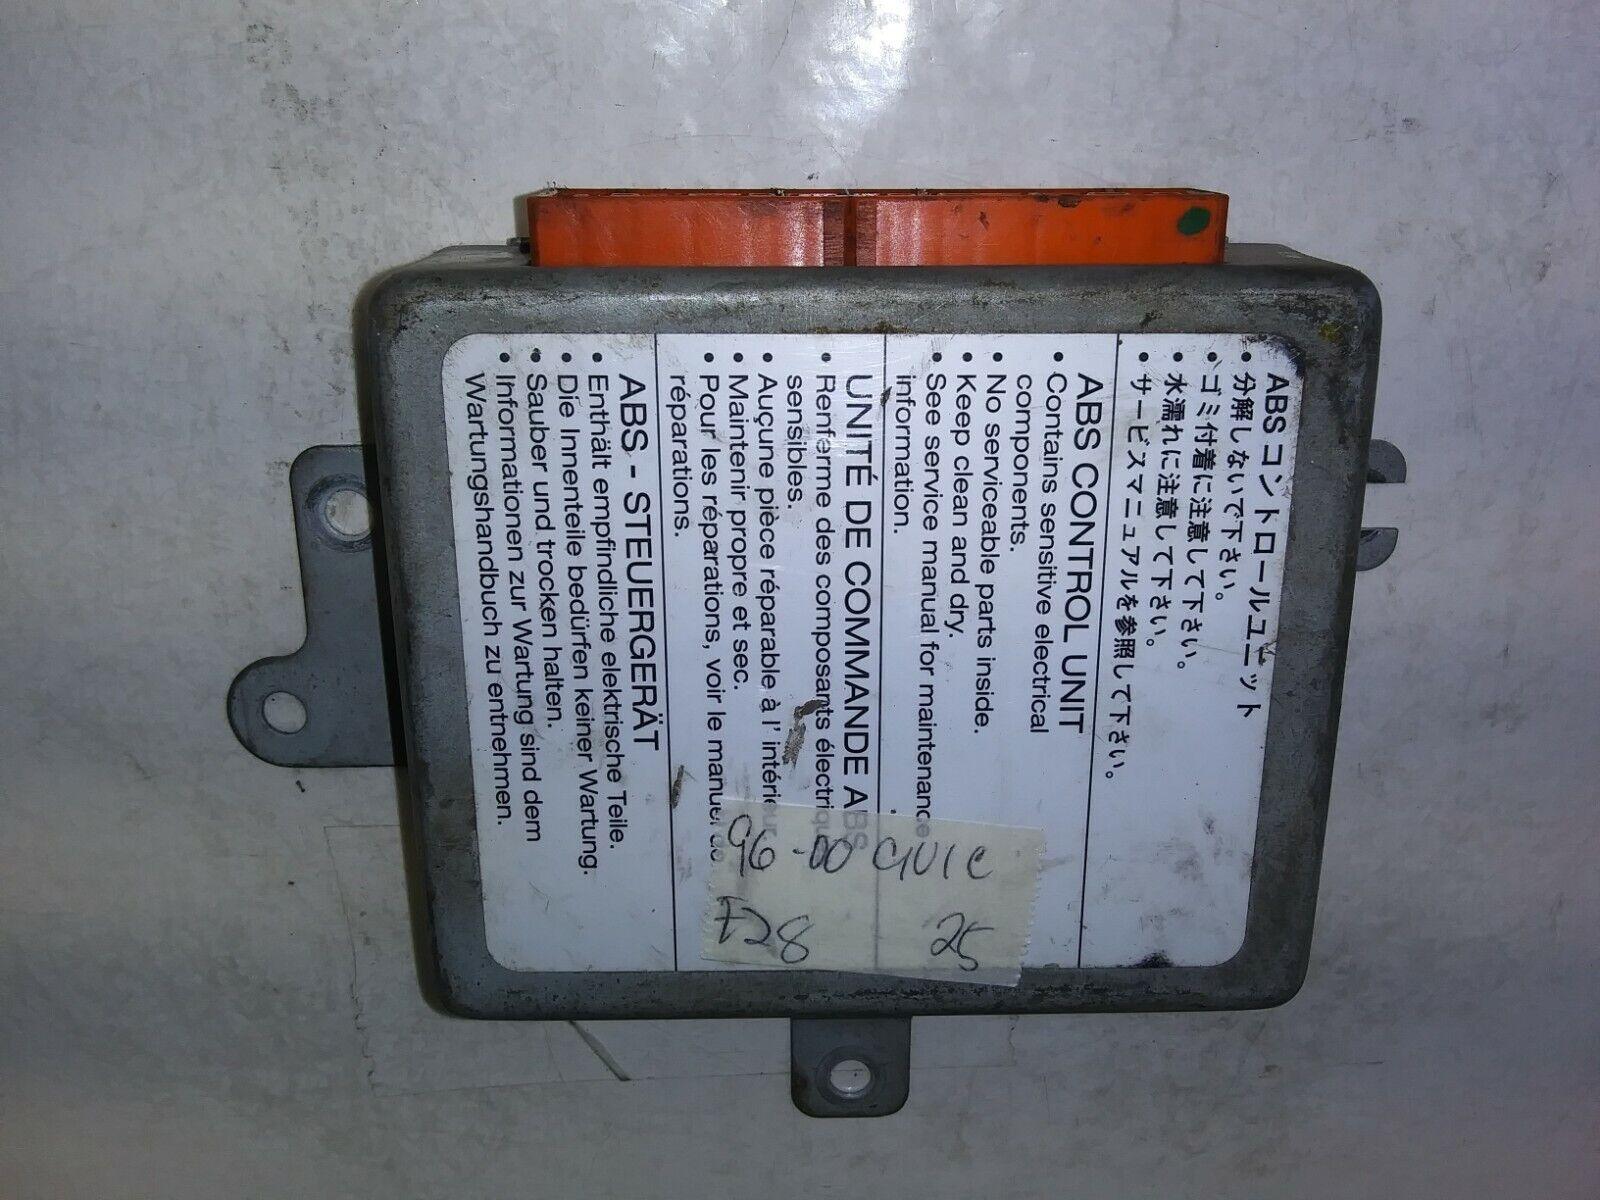 ABSコントロールユニット
• 分解しないで下さい。
• ゴミ付着に注意して下さい。
• 水濡れに注意して下さい。
• サービスマニュアルを参照して下さい。
ABS CONTROL UNIT
• Contains sensitive electrical
components.
• No serviceable parts inside.
• Keep clean and dry.
• See service manual for maintenance
information.
UNITÉ DE COMMANDE ABS
• Renferme des composants électriques
sensibles.
• Auçune pièce réparable à l' intérieur.
• Maintenir propre et sec.
• Pour les réparations, voir le manuel de
réparations.
ABS - STEUERGERÄT
• Enthält empfindliche elektrische Teile.
• Die Innenteile bedürfen keiner Wartung.
• Sauber und trocken halten.
• Informationen zur Wartung sind dem
Wartungshandbuch zu entnehmen.
96-00 CIVIC
25